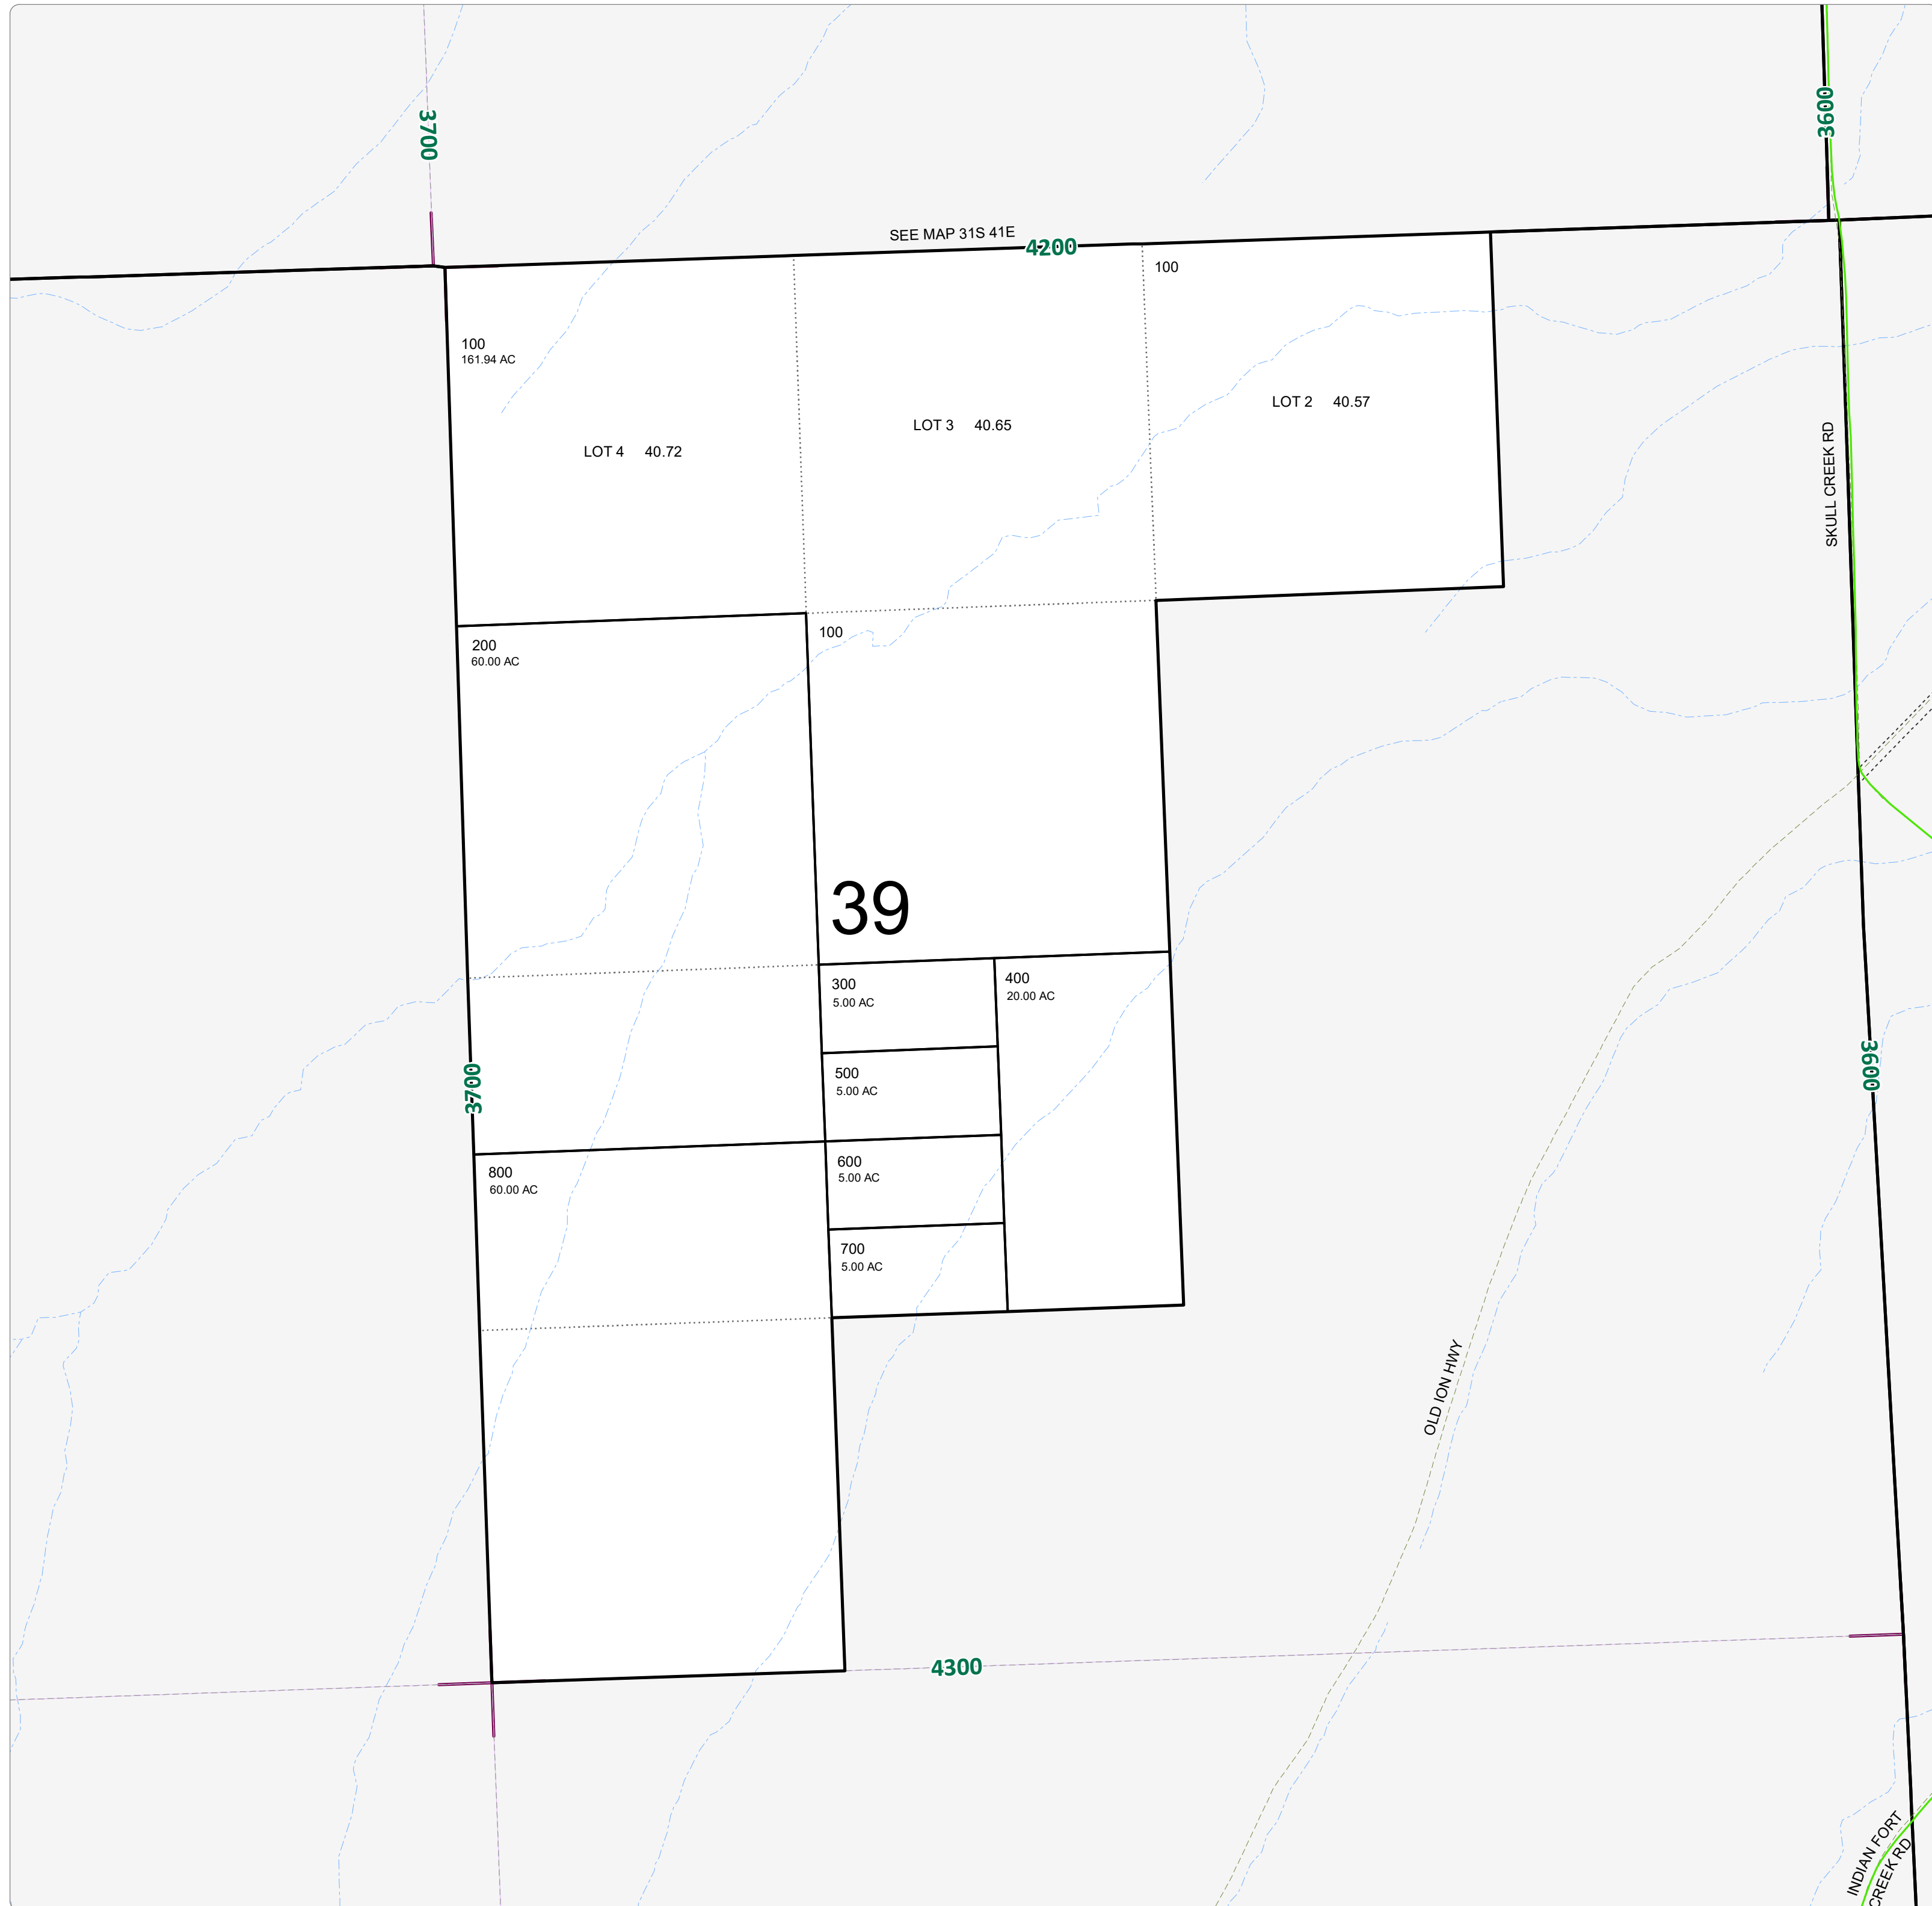 3700
3600
SEE MAP 31S 41E
4200
100
100
161.94 AC
LOT 2 40.57
LOT 3 40.65
LOT 4 40.72
SKULL CREEK RD
200
60.00 AC
100
39
300
5.00 AC
400
20.00 AC
3700
500
5.00 AC
3600
600
5.00 AC
800
60.00 AC
700
5.00 AC
OLD ION HWY
4300
INDIAN FORT
CREEK RD